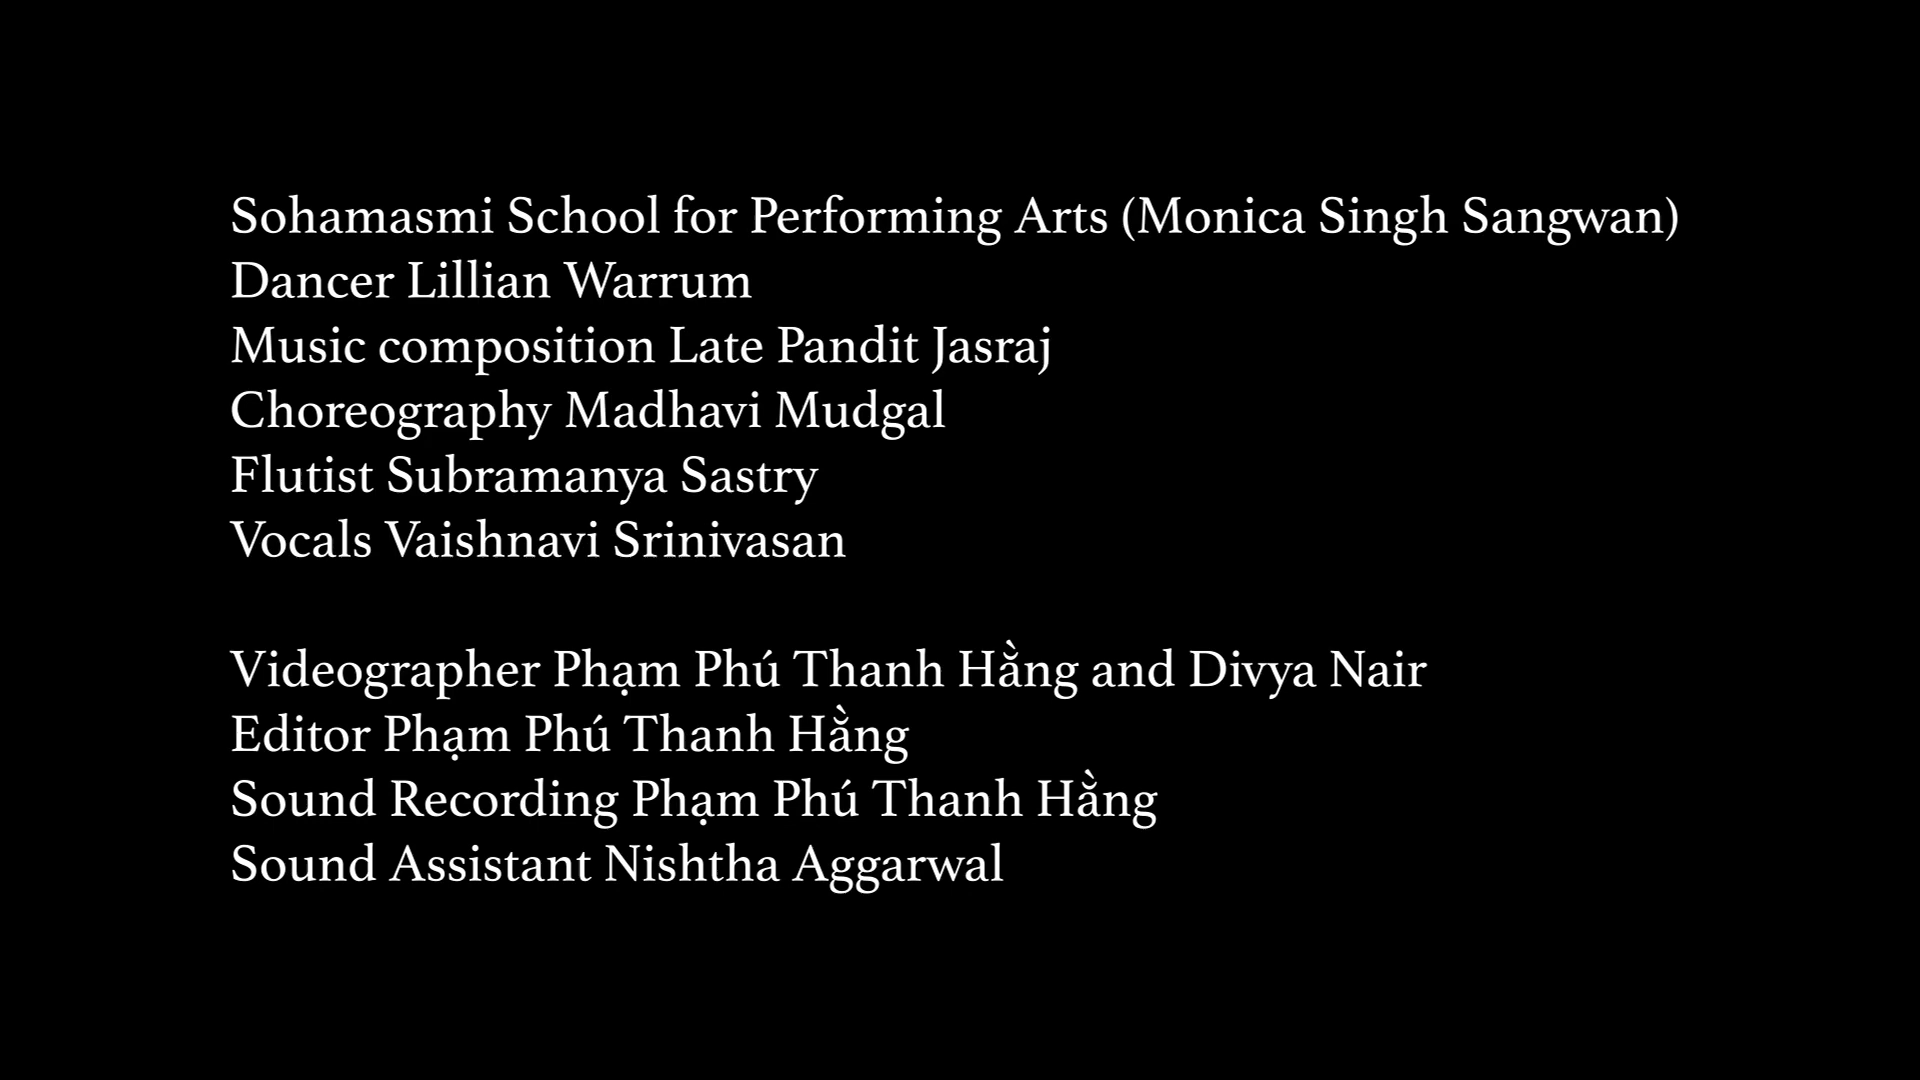 Sohamasmi School for Performing Arts (Monica Singh Sangwan)
Dancer Lillian Warrum
Music composition Late Pandit Jasraj
Choreography Madhavi Mudgal
Flutist Subramanya Sastry
Vocals Vaishnavi Srinivasan
Videographer Phạm Phú Thanh Hằng and Divya Nair
Editor Phạm Phú Thanh Hằng
Sound Recording Phạm Phú Thanh Hằng
Sound Assistant Nishtha Aggarwal